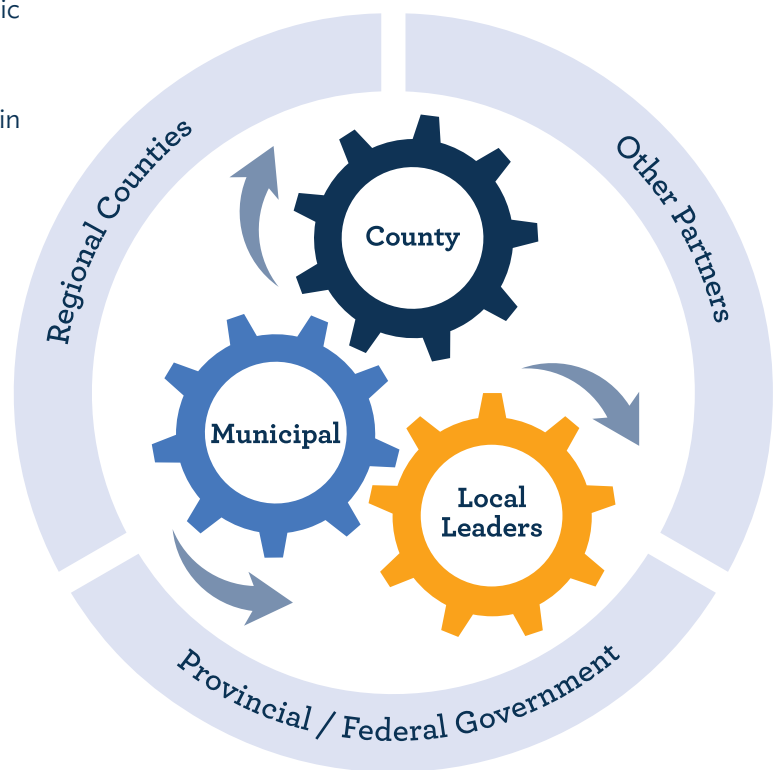 ic
in
Regional Counties
Other Partners
County
Municipal
Local
Leaders
Provincial / Federal Government